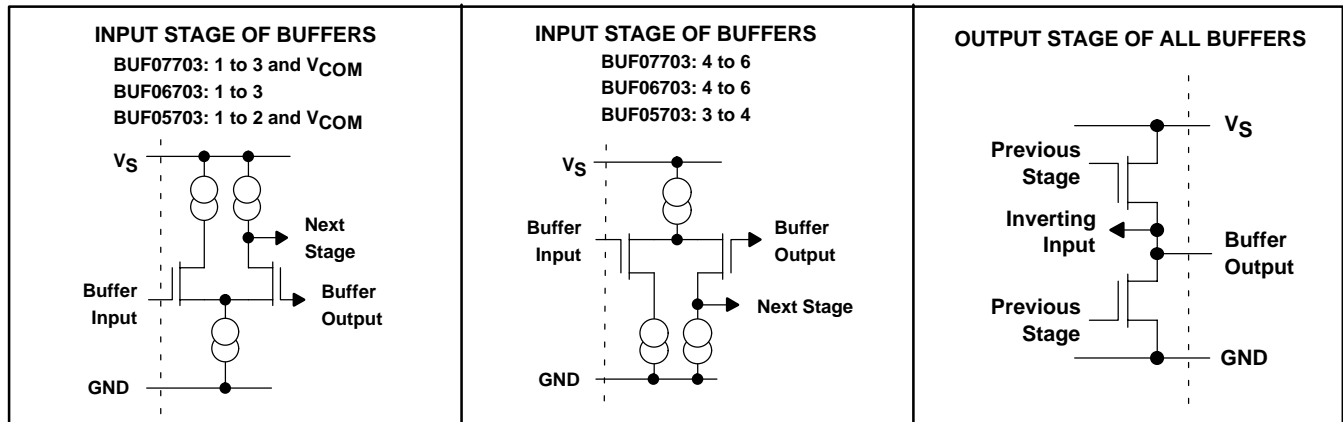 INPUT STAGE OF BUFFERS
BUF07703: 1 to 3 and VCOM
BUF06703: 1 to 3
BUF05703: 1 to 2 and VCOM
VS
Next
Stage
Buffer
Input
Buffer
Output
GND
INPUT STAGE OF BUFFERS
BUF07703: 4 to 6
BUF06703: 4 to 6
BUF05703: 3 to 4
VS
Buffer
Input
Buffer
Output
Next Stage
GND
OUTPUT STAGE OF ALL BUFFERS
VS
Previous
Stage
Inverting
Input
Buffer
Output
Previous
Stage
GND